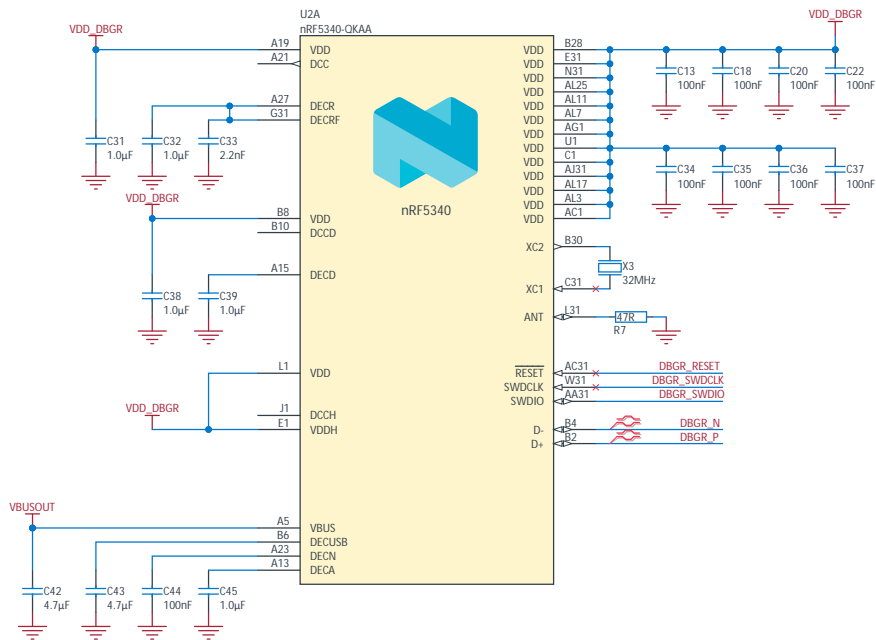 U2A
nRF5340-QKAA
VDD_DBGR
VDD_DBGR
A19 VDD
A21 DCC
A27 DECR
G31 DECRF
C31 1.0µF
C32 1.0µF
C33 2.2nF
VDD_DBGR
B8 VDD
B10 DCCD
A15 DECD
C38 1.0µF
C39 1.0µF
L1 VDD
VDD_DBGR
J1 DCCH
E1 VDDH
VBUSOUT
A5 VBUS
B6 DECUSB
A23 DECN
A13 DECA
C42 4.7µF
C43 4.7µF
C44 100nF
C45 1.0µF
nRF5340
VDD B28
VDD E31
VDD N31
VDD AL25
VDD AL11
VDD AL7
VDD AG1
VDD U1
VDD C1
VDD AJ31
VDD AL17
VDD AL3
VDD AC1
C13 100nF
C18 100nF
C20 100nF
C22 100nF
C34 100nF
C35 100nF
C36 100nF
C37 100nF
XC2 B30
X3
32MHz
XC1 C31
ANT L31
47R
R7
RESET AC31 DBGR_RESET
SWDCLK W31 DBGR_SWDCLK
SWDIO AA31 DBGR_SWDIO
D- B4 DBGR_N
D+ B2 DBGR_P